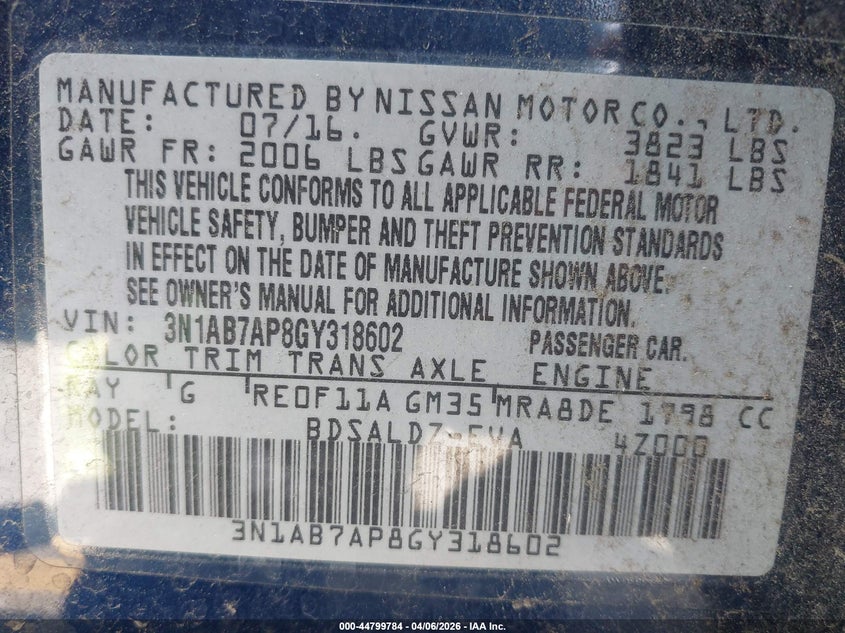 MANUFACTURED BY NISSAN MOTOR CO., LTD.
DATE: 07/16. GVWR: 3823 LBS
GAWR FR: 2006 LBS GAWR RR: 1841 LBS
THIS VEHICLE CONFORMS TO ALL APPLICABLE FEDERAL MOTOR
VEHICLE SAFETY, BUMPER AND THEFT PREVENTION STANDARDS
IN EFFECT ON THE DATE OF MANUFACTURE SHOWN ABOVE.
SEE OWNER'S MANUAL FOR ADDITIONAL INFORMATION.
VIN: 3N1AB7AP8GY318602 PASSENGER CAR.
COLOR TRIM TRANS AXLE ENGINE
RAY G RE0F11A GM35 MRA8DE 1798 CC
MODEL BDSALDZ-EVA 4Z000
3N1AB7AP8GY318602
000-44799784 | 04/06/2026 - IAA Inc.